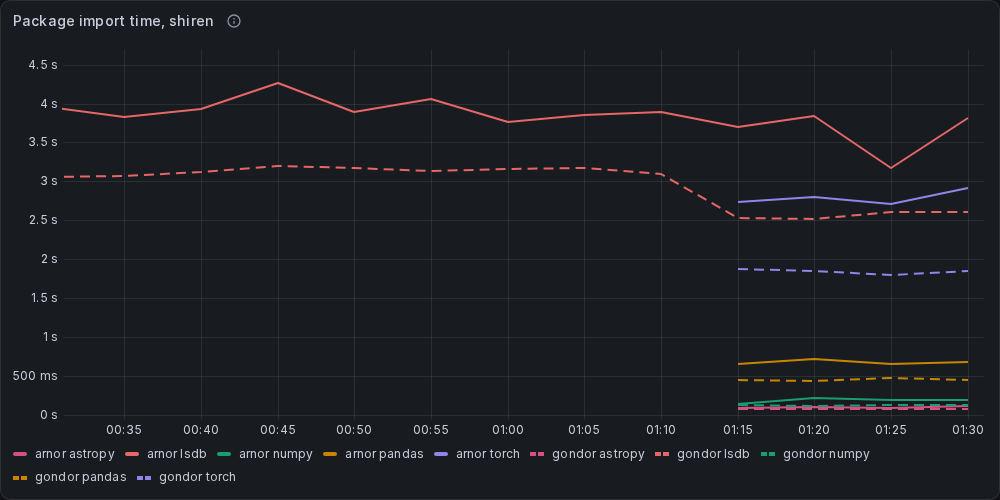 Package import time, shiren
4.5 s
4 s
3.5 s
3 s
2.5 s
2 s
1.5 s
1 s
500 ms
0 s
00:35 00:40 00:45 00:50 00:55 01:00 01:05 01:10 01:15 01:20 01:25 01:30
arnor astropy arnor lsdb arnor numpy arnor pandas arnor torch gondor astropy gondor lsdb gondor numpy
gondor pandas gondor torch